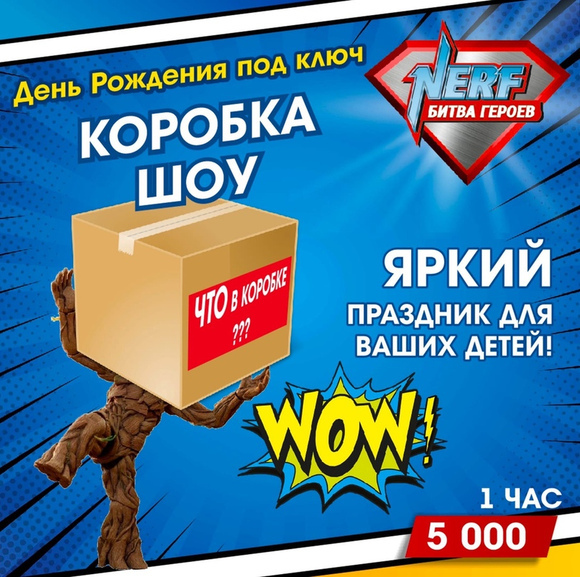 День Рождения под ключ
NERF
БИТВА ГЕРОЕВ
КОРОБКА
ШОУ
ЧТО В КОРОБКЕ
???
ЯРКИЙ
ПРАЗДНИК ДЛЯ
ВАШИХ ДЕТЕЙ!
WOW!
1 ЧАС
5 000